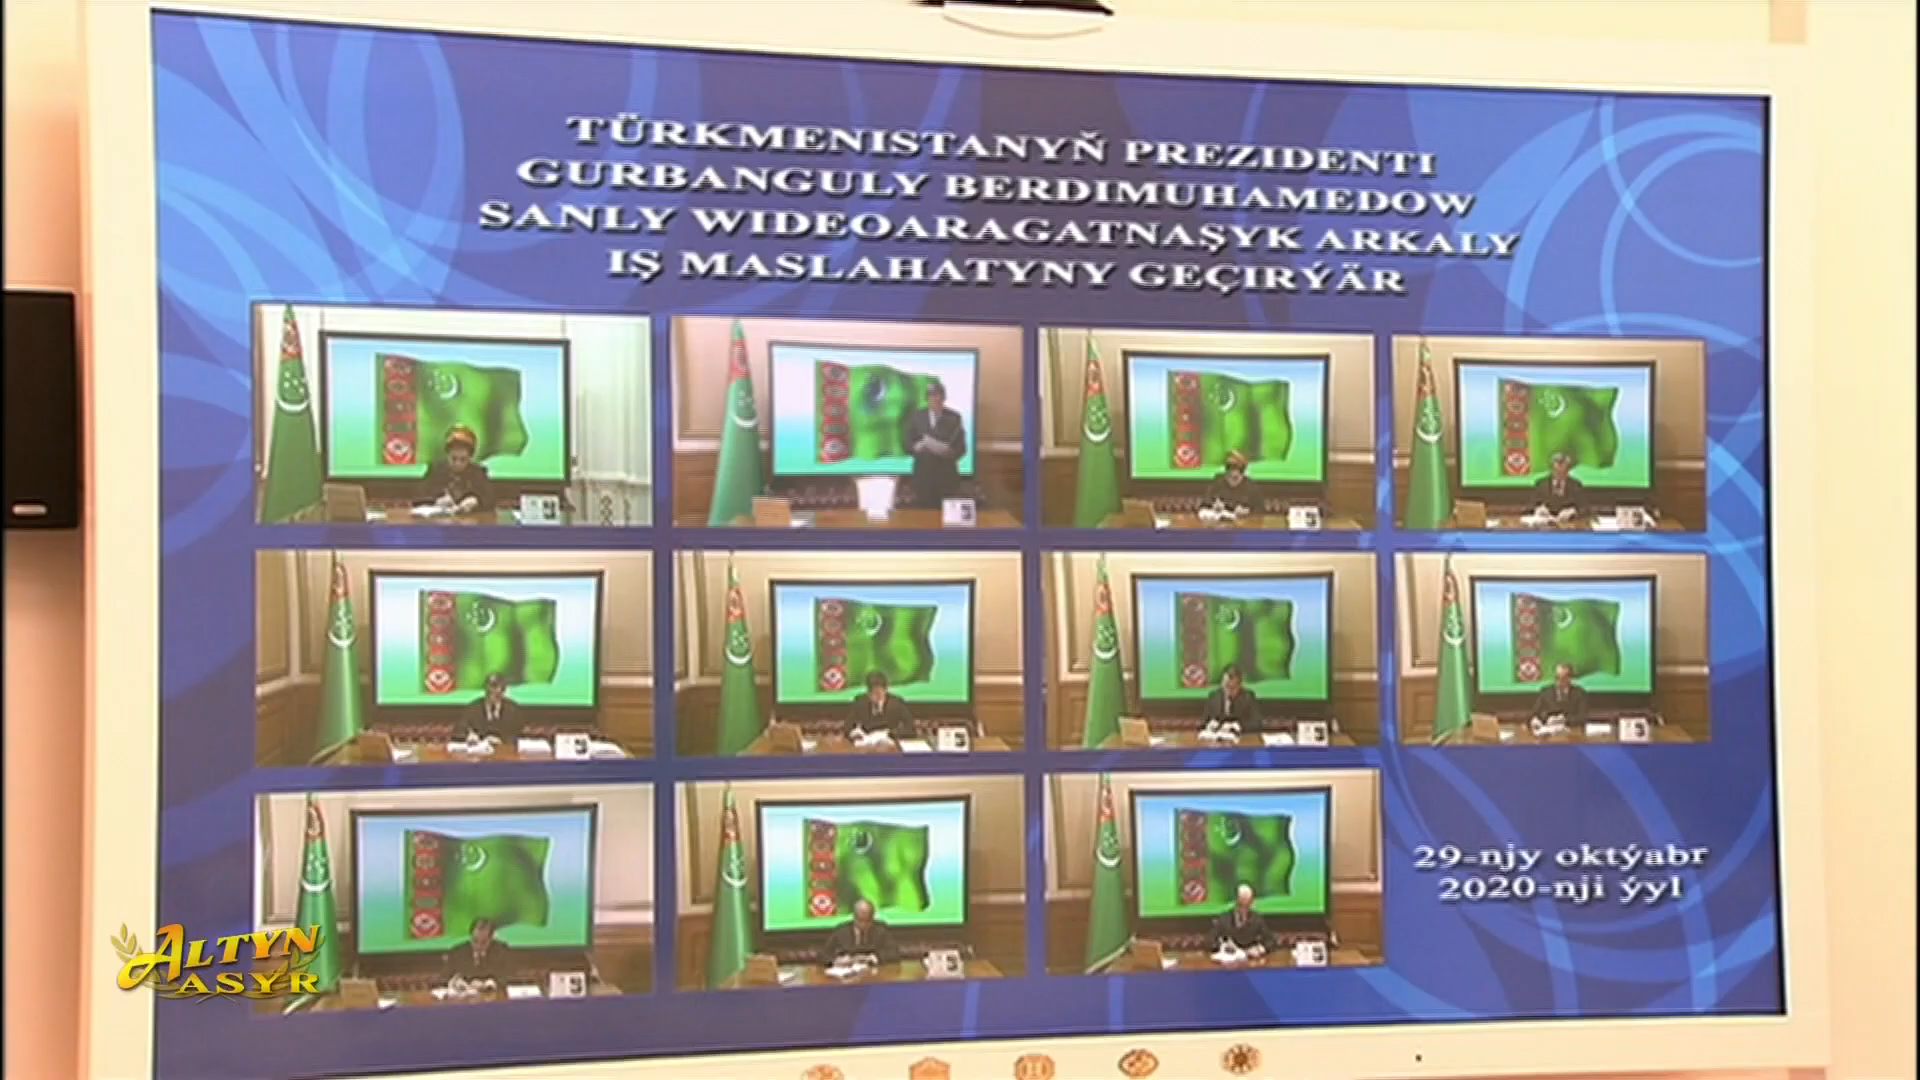 TÜRKMENISTANYŇ PREZIDENTI
GURBANGULY BERDIMUHAMEDOW
SANLY WIDEOARAGATNAŞYK ARKALY
IŞ MASLAHATYNY GEÇIRÝÄR
29-njy oktýabr
2020-nji ýyl
ALTYN
ASYR